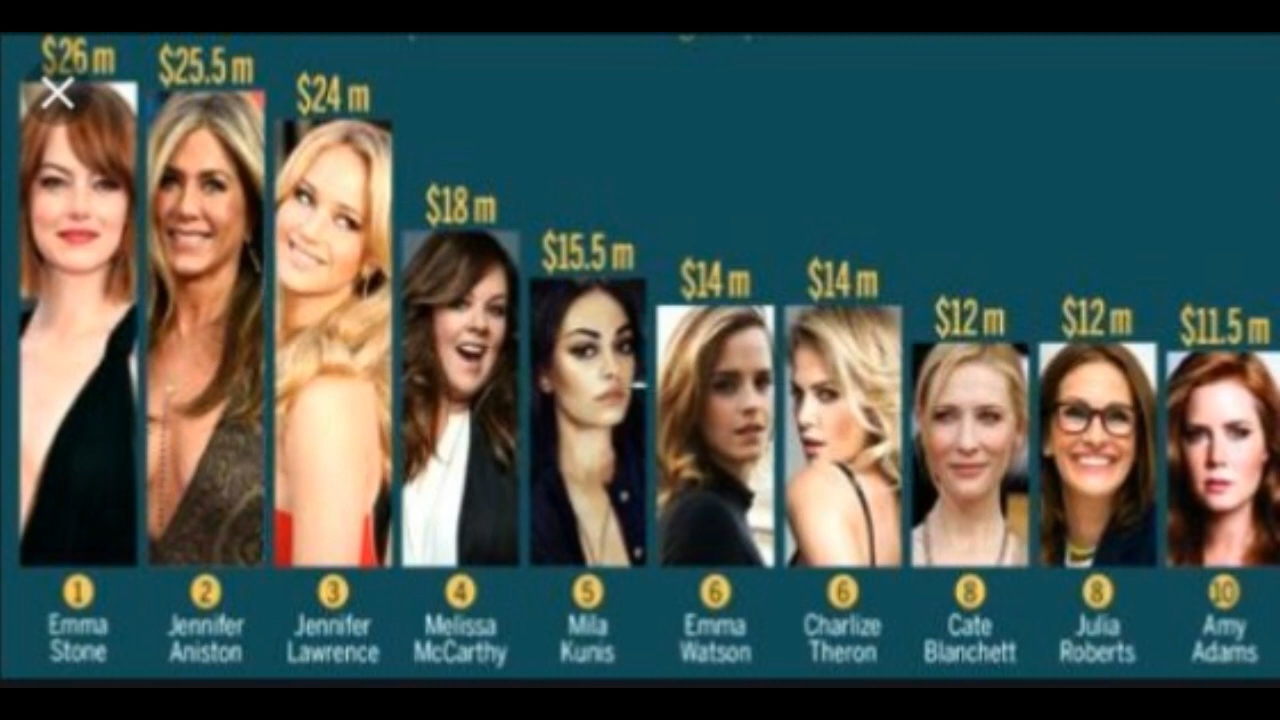 $26 m
$25.5 m
$24 m
$18 m
$15.5 m
$14 m
$14 m
$12 m
$12 m
$11.5 m
1
2
3
4
5
6
6
8
8
10
Emma
Stone
Jennifer
Aniston
Jennifer
Lawrence
Melissa
McCarthy
Mila
Kunis
Emma
Watson
Charlize
Theron
Cate
Blanchett
Julia
Roberts
Amy
Adams